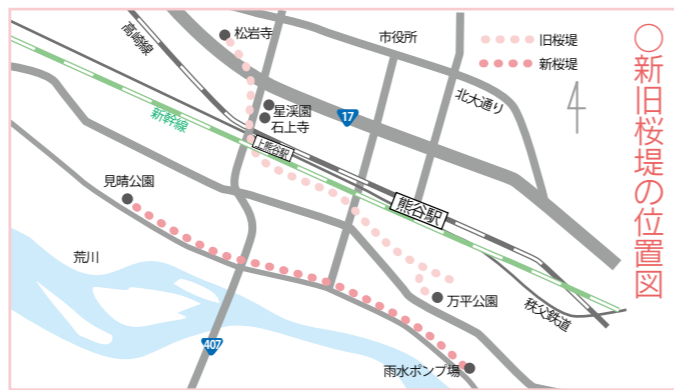 ○新旧桜堤の位置図
旧桜堤
新桜堤
松岩寺
市役所
高崎線
北大通り
星渓園
石上寺
17
新幹線
上熊谷駅
見晴公園
熊谷駅
荒川
万平公園
秩父鉄道
407
雨水ポンプ場